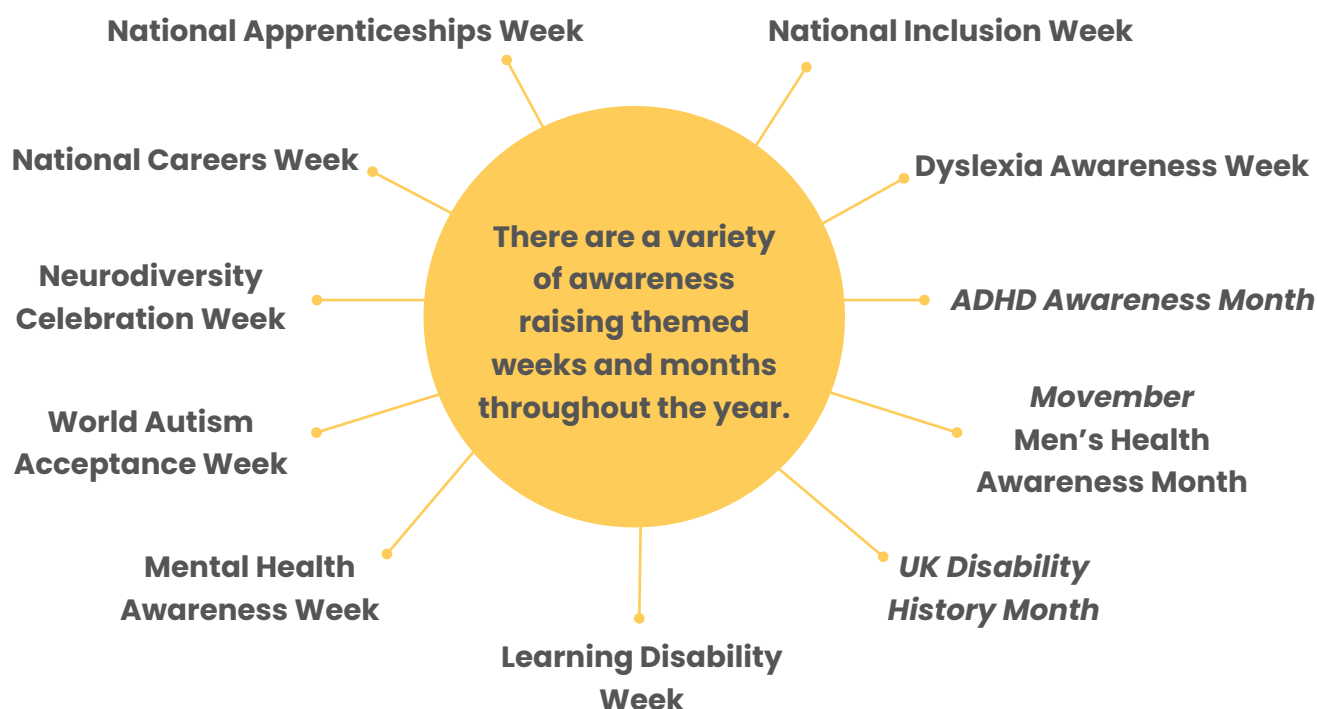 National Apprenticeships Week
National Inclusion Week
National Careers Week
Dyslexia Awareness Week
There are a variety
of awareness
raising themed
weeks and months
throughout the year.
Neurodiversity
Celebration Week
ADHD Awareness Month
World Autism
Acceptance Week
Movember
Men’s Health
Awareness Month
Mental Health
Awareness Week
UK Disability
History Month
Learning Disability
Week